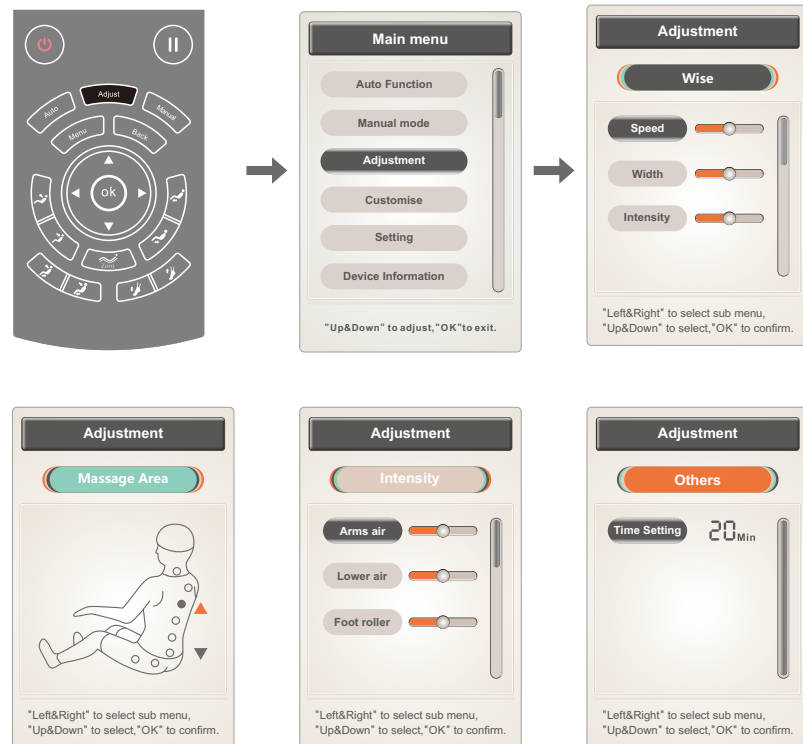 Adjust
Auto
Manual
Menu
Back
ok
Zero
Main menu
Auto Function
Manual mode
Adjustment
Customise
Setting
Device Information
"Up&Down" to adjust,"OK"to exit.
Adjustment
Wise
Speed
Width
Intensity
"Left&Right" to select sub menu,
"Up&Down" to select,"OK" to confirm.
Adjustment
Massage Area
"Left&Right" to select sub menu,
"Up&Down" to select,"OK" to confirm.
Adjustment
Intensity
Arms air
Lower air
Foot roller
"Left&Right" to select sub menu,
"Up&Down" to select,"OK" to confirm.
Adjustment
Others
Time Setting 20Min
"Left&Right" to select sub menu,
"Up&Down" to select,"OK" to confirm.